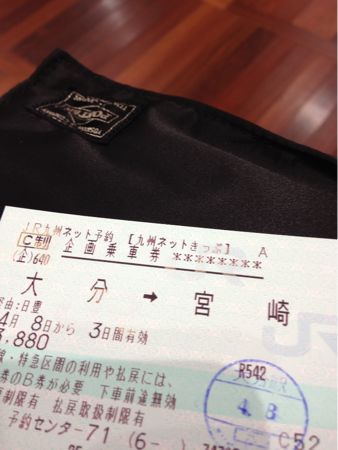 PORTER
JR九州ネット予約 【九州ネットきっぷ】 A
C制 企画乗車券 ********
(企)640
大分 → 宮崎
経由:日豊
4月 8日から 3日間有効
,880
・特急区間の利用や払戻には、
券のB券が必要 下車前途無効
制限有 払戻取扱制限有
予約センター71 (6-
R542
4.8
C52